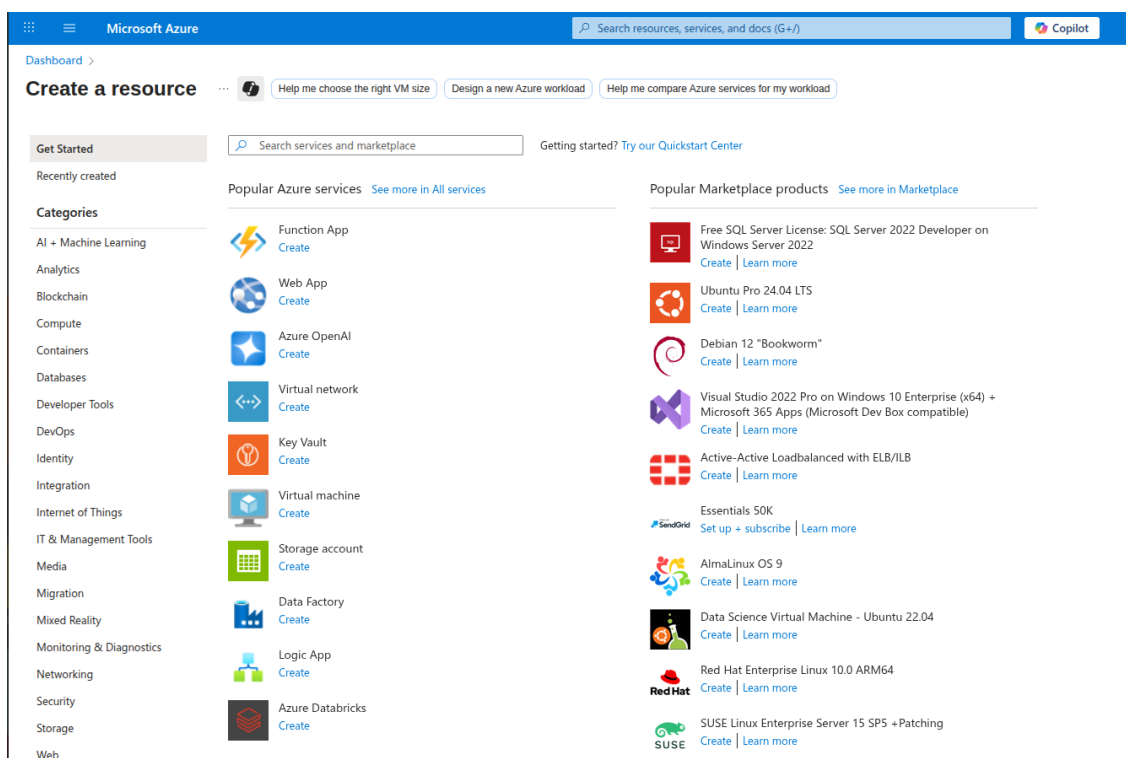 Microsoft Azure
Search resources, services, and docs (G+/)
Copilot
Dashboard >
Create a resource
...
Help me choose the right VM size
Design a new Azure workload
Help me compare Azure services for my workload
Get Started
Recently created
Categories
AI + Machine Learning
Analytics
Blockchain
Compute
Containers
Databases
Developer Tools
DevOps
Identity
Integration
Internet of Things
IT & Management Tools
Media
Migration
Mixed Reality
Monitoring & Diagnostics
Networking
Security
Storage
Web
Search services and marketplace
Getting started? Try our Quickstart Center
Popular Azure services See more in All services
Function App
Create
Web App
Create
Azure OpenAI
Create
Virtual network
Create
Key Vault
Create
Virtual machine
Create
Storage account
Create
Data Factory
Create
Logic App
Create
Azure Databricks
Create
Popular Marketplace products See more in Marketplace
SQL
Free SQL Server License: SQL Server 2022 Developer on
Windows Server 2022
Create | Learn more
Ubuntu Pro 24.04 LTS
Create | Learn more
Debian 12 "Bookworm"
Create | Learn more
Visual Studio 2022 Pro on Windows 10 Enterprise (x64) +
Microsoft 365 Apps (Microsoft Dev Box compatible)
Create | Learn more
Active-Active Loadbalanced with ELB/ILB
Create | Learn more
SendGrid
Essentials 50K
Set up + subscribe | Learn more
AlmaLinux OS 9
Create | Learn more
Data Science Virtual Machine - Ubuntu 22.04
Create | Learn more
Red Hat
Red Hat Enterprise Linux 10.0 ARM64
Create | Learn more
SUSE
SUSE Linux Enterprise Server 15 SP5 +Patching
Create | Learn more